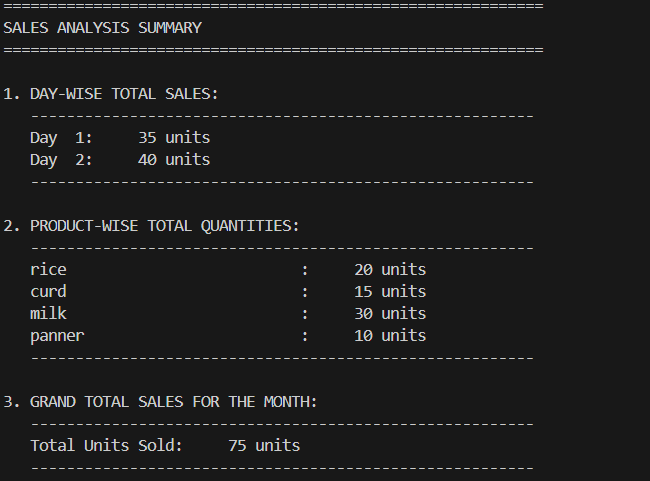 ============================================================
SALES ANALYSIS SUMMARY
============================================================
1. DAY-WISE TOTAL SALES:
   --------------------------------------------------------
   Day  1:     35 units
   Day  2:     40 units
   --------------------------------------------------------
2. PRODUCT-WISE TOTAL QUANTITIES:
   --------------------------------------------------------
   rice                          :     20 units
   curd                          :     15 units
   milk                          :     30 units
   panner                        :     10 units
   --------------------------------------------------------
3. GRAND TOTAL SALES FOR THE MONTH:
   --------------------------------------------------------
   Total Units Sold:     75 units
   --------------------------------------------------------